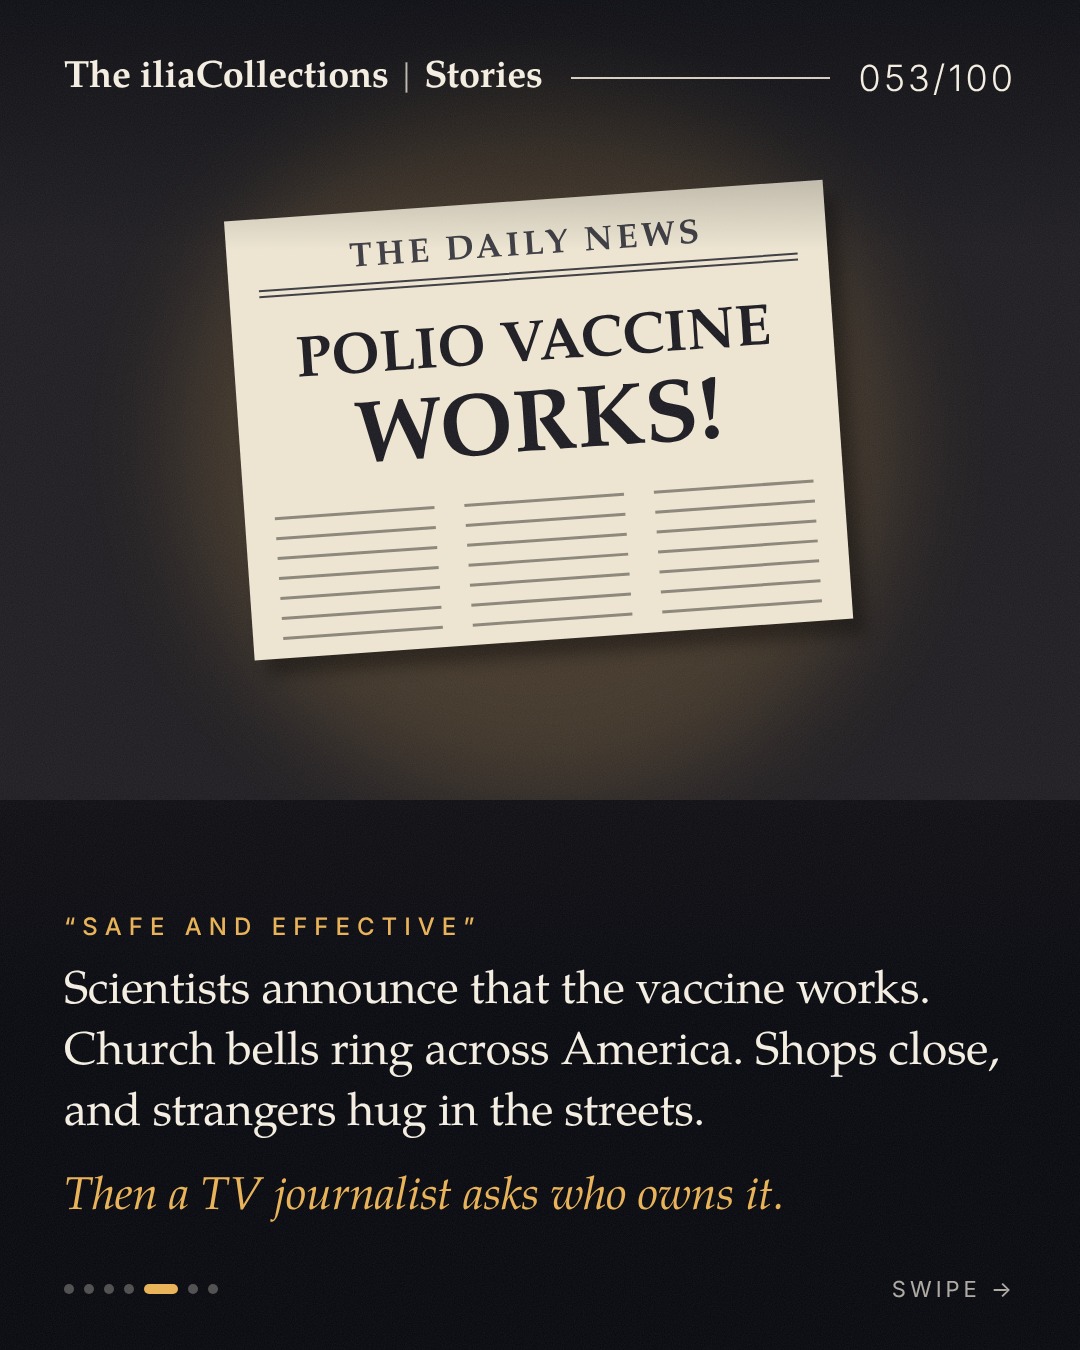 The iliaCollections | Stories 053/100
THE DAILY NEWS
POLIO VACCINE
WORKS!
“SAFE AND EFFECTIVE”
Scientists announce that the vaccine works.
Church bells ring across America. Shops close,
and strangers hug in the streets.
Then a TV journalist asks who owns it.
SWIPE →